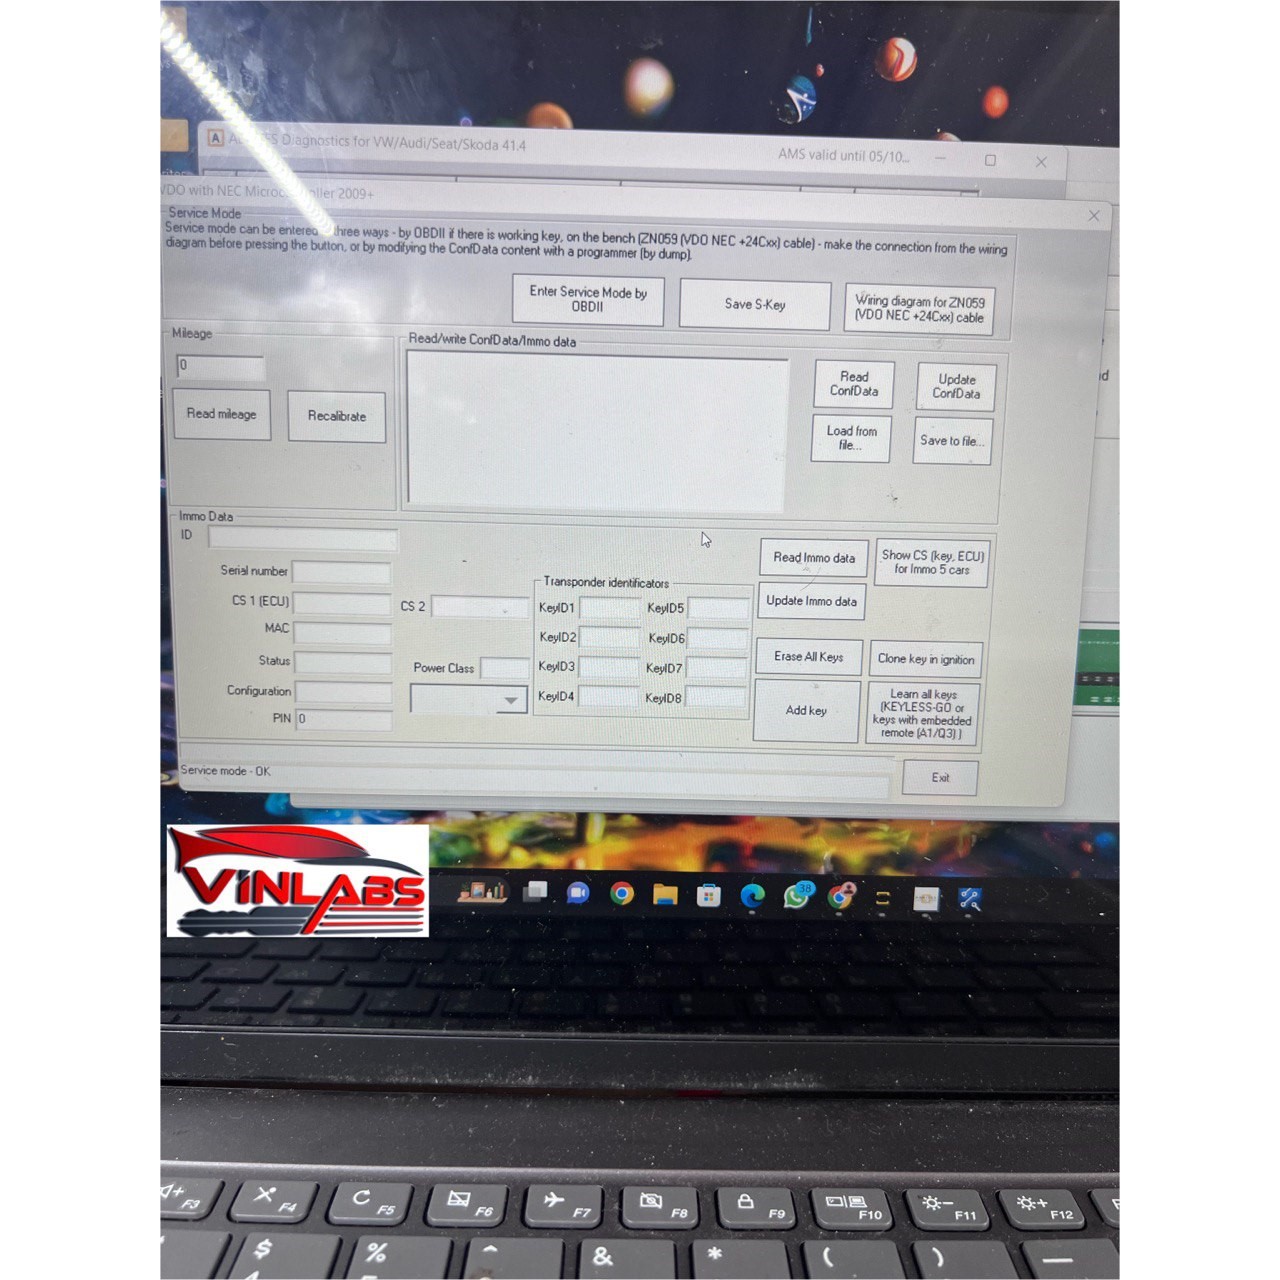 Diagnostics for VW/Audi/Seat/Skoda 41.4
AMS valid until 05/10...
VDO with NEC 2009+
Service Mode
Service mode can be entered three ways - by OBDII if there is working key, on the bench (ZN059 (VDO NEC +24Cxx) cable) - make the connection from the wiring
diagram before pressing the button, or by modifying the ConfData content with a programmer (by dump).
Enter Service Mode by
OBDII
Save S-Key
Wiring diagram for ZN059
(VDO NEC +24Cxx) cable
Mileage
0
Read mileage
Recalibrate
Read/write ConfData/Immo data
Read
ConfData
Update
ConfData
Load from
file...
Save to file...
Immo Data
ID
Serial number
CS 1 (ECU)
CS 2
MAC
Status
Power Class
Configuration
PIN 0
Transponder identificators
KeyID1 KeyID5
KeyID2 KeyID6
KeyID3 KeyID7
KeyID4 KeyID8
Read Immo data
Show CS (key, ECU)
for Immo 5 cars
Update Immo data
Erase All Keys
Clone key in ignition
Add key
Learn all keys
(KEYLESS-GO or
keys with embedded
remote (A1/Q3) )
Service mode - OK
Exit
VINLABS
38
F3 F4 F5 F6 F7 F8 F9 F10 F11 F12
$ % ^ & * ( ) —